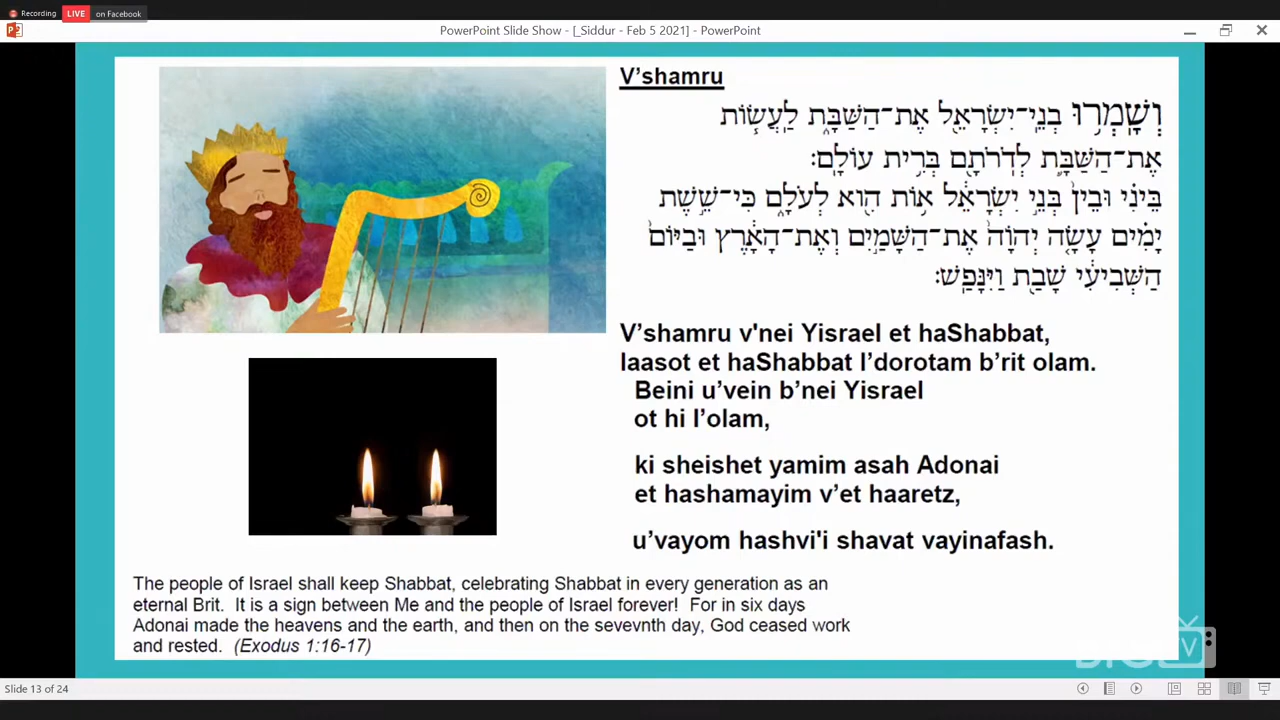 Recording LIVE on Facebook
PowerPoint Slide Show - [_Siddur - Feb 5 2021] - PowerPoint
V’shamru
וְשָׁמְר֥וּ בְנֵֽי־יִשְׂרָאֵ֖ל אֶת־הַשַּׁבָּ֑ת לַעֲשׂ֧וֹת
אֶת־הַשַּׁבָּ֛ת לְדֹרֹתָ֖ם בְּרִ֥ית עוֹלָֽם׃
בֵּינִ֗י וּבֵין֙ בְּנֵ֣י יִשְׂרָאֵ֔ל א֥וֹת הִ֖וא לְעֹלָ֑ם כִּי־שֵׁ֣שֶׁת
יָמִ֗ים עָשָׂ֤ה יְהוָֹה֙ אֶת־הַשָּׁמַ֣יִם וְאֶת־הָאָ֔רֶץ וּבַיּוֹם֙
הַשְּׁבִיעִ֔י שָׁבַ֖ת וַיִּנָּפַֽשׁ׃
V’shamru v'nei Yisrael et haShabbat,
laasot et haShabbat l’dorotam b’rit olam.
Beini u’vein b’nei Yisrael
ot hi l’olam,
ki sheishet yamim asah Adonai
et hashamayim v’et haaretz,
u’vayom hashvi'i shavat vayinafash.
The people of Israel shall keep Shabbat, celebrating Shabbat in every generation as an
eternal Brit.  It is a sign between Me and the people of Israel forever!  For in six days
Adonai made the heavens and the earth, and then on the sevevnth day, God ceased work
and rested.  (Exodus 1:16-17)
TV
Slide 13 of 24